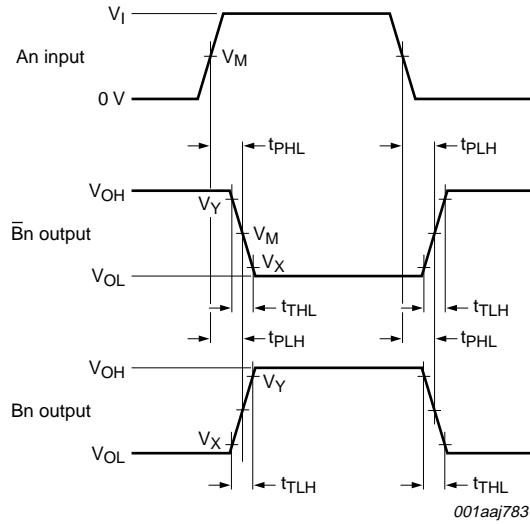 VI
An input
VM
0 V
tPHL
tPLH
VOH
VY
B̅n output
VM
VX
VOL
tTHL
tTLH
tPLH
tPHL
VOH
VY
Bn output
VX
VOL
tTLH
tTHL
001aaj783